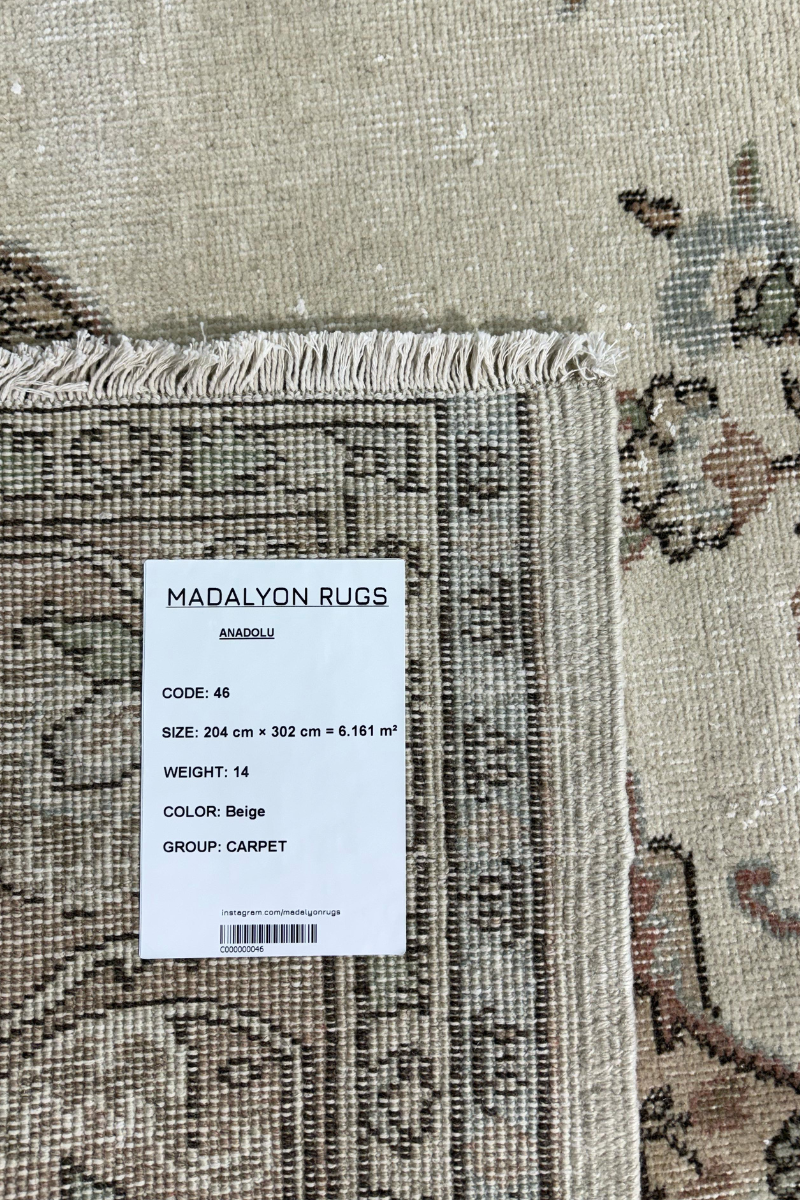 MADALYON RUGS
ANADOLU
CODE: 46
SIZE: 204 cm × 302 cm = 6.161 m²
WEIGHT: 14
COLOR: Beige
GROUP: CARPET
instagram.com/madalyonrugs
C000000046